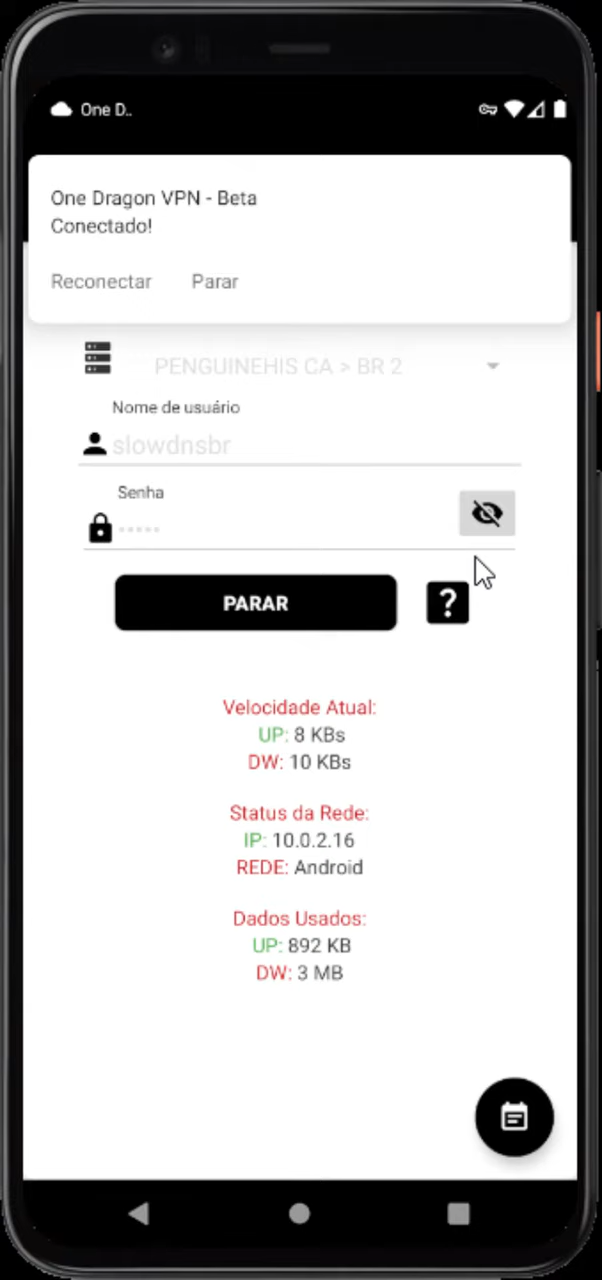 One D..
One Dragon VPN - Beta
Conectado!
Reconectar Parar
PENGUINEHIS CA > BR 2
Nome de usuário
slowdnsbr
Senha
•••••
PARAR
?
Velocidade Atual:
UP: 8 KBs
DW: 10 KBs
Status da Rede:
IP: 10.0.2.16
REDE: Android
Dados Usados:
UP: 892 KB
DW: 3 MB